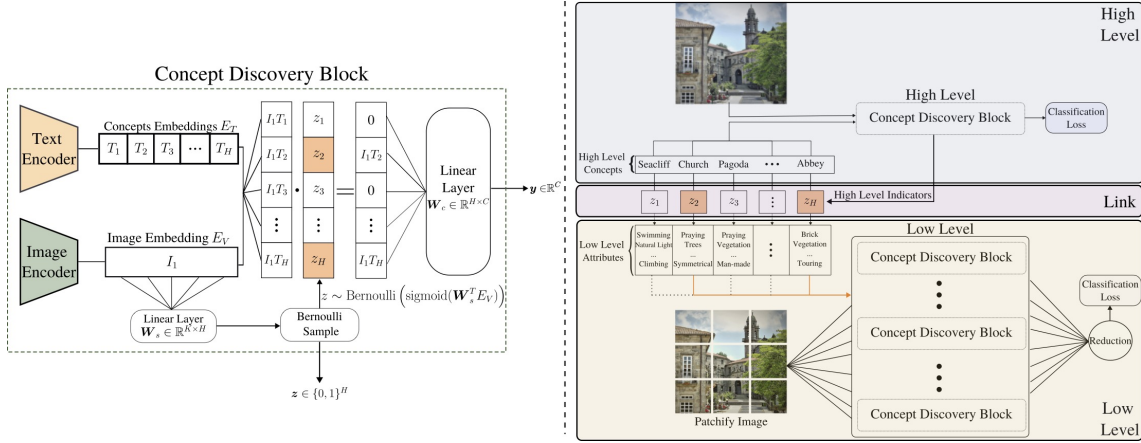 Concept Discovery Block
Text
Encoder
Concepts Embeddings E_T
T_1 T_2 T_3 ••• T_H
Image
Encoder
Image Embedding E_V
I_1
Linear Layer
W_s ∈ ℝ^{K×H}
Bernoulli
Sample
z ∈ {0, 1}^H
z ∼ Bernoulli (sigmoid(W_s^T E_V))
I_1T_1 z_1 0
I_1T_2 z_2 I_1T_2
I_1T_3 • z_3 = 0
⋮ ⋮ ⋮
I_1T_H z_H I_1T_H
Linear
Layer
W_c ∈ ℝ^{H×C}
y ∈ ℝ^C
High
Level
High Level
Concept Discovery Block
Classification
Loss
High Level
Concepts
Seacliff Church Pagoda ••• Abbey
High Level Indicators
z_1 z_2 z_3 ⋮ z_H
Link
Low Level
Attributes
Swimming
Natural Light
...
Climbing
Praying
Trees
...
Symmetrical
Praying
Vegetation
...
Man-made
⋮
Brick
Vegetation
...
Touring
Low Level
Concept Discovery Block
⋮
Concept Discovery Block
⋮
Concept Discovery Block
Classification
Loss
Reduction
Patchify Image
Low
Level